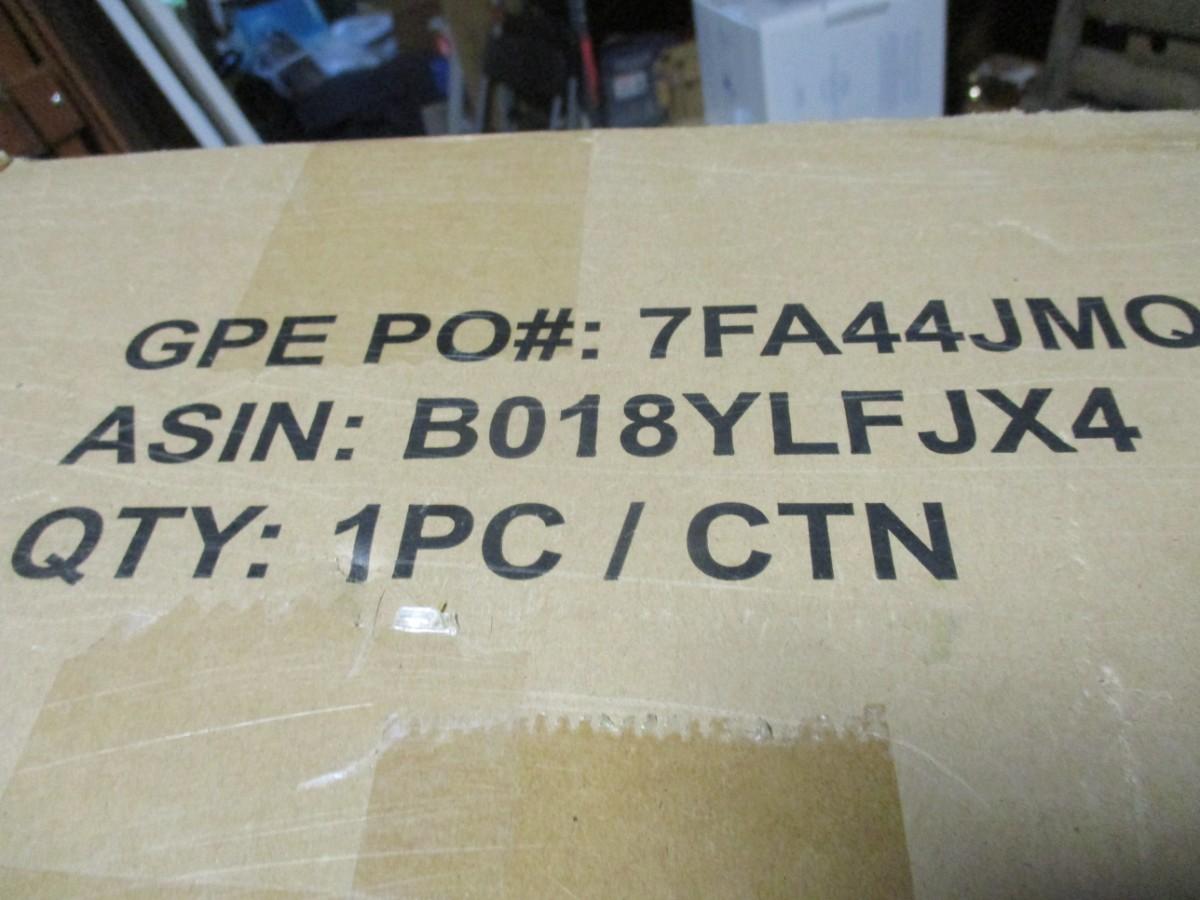 GPE PO#: 7FA44JMQ
ASIN: B018YLFJX4
QTY: 1PC / CTN